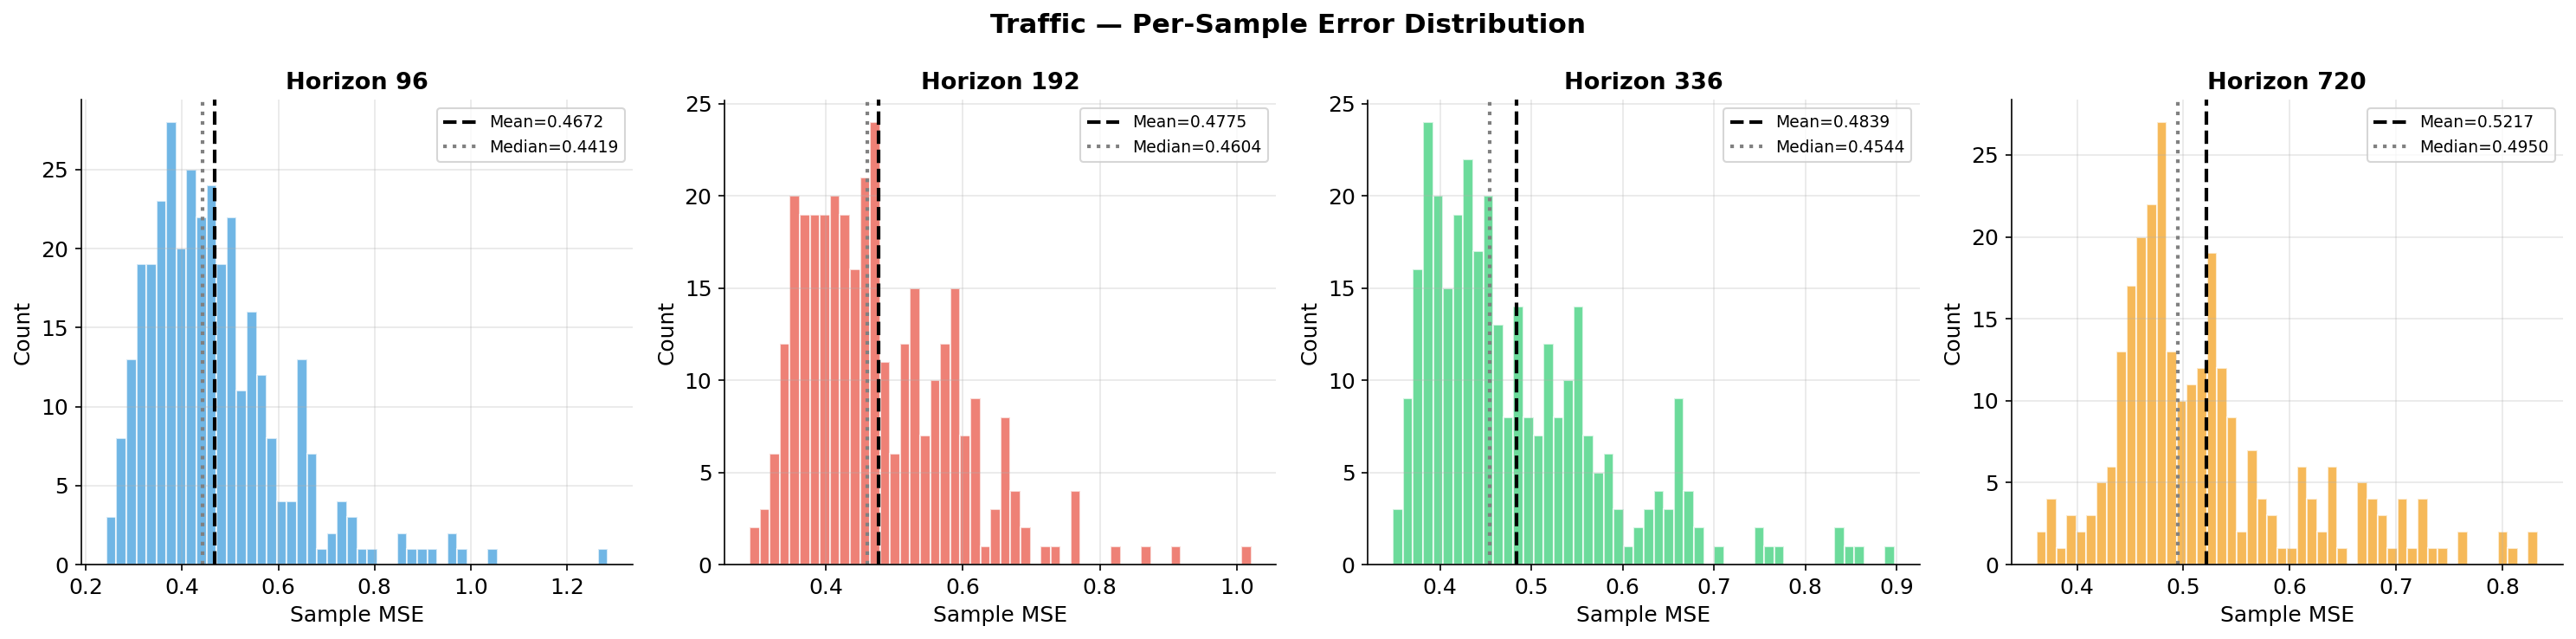 Traffic — Per-Sample Error Distribution
Horizon 96
Mean=0.4672
Median=0.4419
Count
25
20
15
10
5
0
0.2 0.4 0.6 0.8 1.0 1.2
Sample MSE
Horizon 192
Mean=0.4775
Median=0.4604
Count
25
20
15
10
5
0
0.4 0.6 0.8 1.0
Sample MSE
Horizon 336
Mean=0.4839
Median=0.4544
Count
25
20
15
10
5
0
0.4 0.5 0.6 0.7 0.8 0.9
Sample MSE
Horizon 720
Mean=0.5217
Median=0.4950
Count
25
20
15
10
5
0
0.4 0.5 0.6 0.7 0.8
Sample MSE